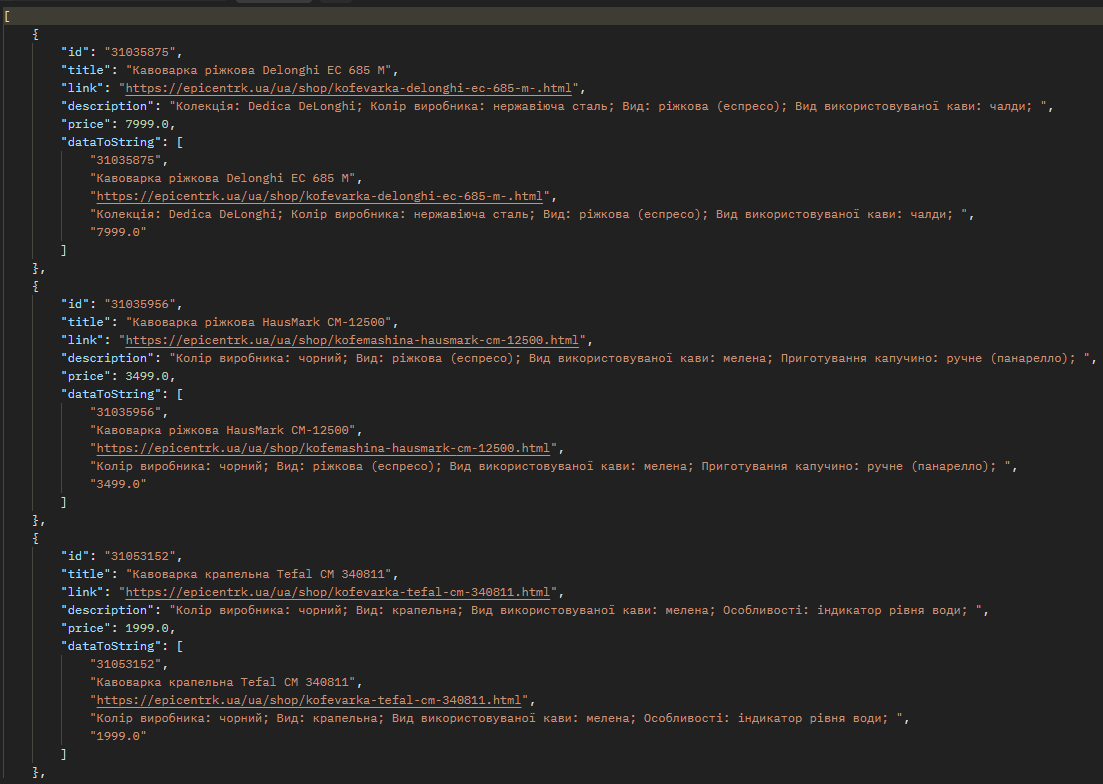 [
{
"id": "31035875",
"title": "Кавоварка ріжкова Delonghi EC 685 M",
"link": "https://epicentrk.ua/ua/shop/kofevarka-delonghi-ec-685-m-.html",
"description": "Колекція: Dedica DeLonghi; Колір виробника: нержавіюча сталь; Вид: ріжкова (еспресо); Вид використовуваної кави: чалди; ",
"price": 7999.0,
"dataToString": [
"31035875",
"Кавоварка ріжкова Delonghi EC 685 M",
"https://epicentrk.ua/ua/shop/kofevarka-delonghi-ec-685-m-.html",
"Колекція: Dedica DeLonghi; Колір виробника: нержавіюча сталь; Вид: ріжкова (еспресо); Вид використовуваної кави: чалди; ",
"7999.0"
]
},
{
"id": "31035956",
"title": "Кавоварка ріжкова HausMark CM-12500",
"link": "https://epicentrk.ua/ua/shop/kofemashina-hausmark-cm-12500.html",
"description": "Колір виробника: чорний; Вид: ріжкова (еспресо); Вид використовуваної кави: мелена; Приготування капучино: ручне (панарелло); ",
"price": 3499.0,
"dataToString": [
"31035956",
"Кавоварка ріжкова HausMark CM-12500",
"https://epicentrk.ua/ua/shop/kofemashina-hausmark-cm-12500.html",
"Колір виробника: чорний; Вид: ріжкова (еспресо); Вид використовуваної кави: мелена; Приготування капучино: ручне (панарелло); ",
"3499.0"
]
},
{
"id": "31053152",
"title": "Кавоварка крапельна Tefal CM 340811",
"link": "https://epicentrk.ua/ua/shop/kofevarka-tefal-cm-340811.html",
"description": "Колір виробника: чорний; Вид: крапельна; Вид використовуваної кави: мелена; Особливості: індикатор рівня води; ",
"price": 1999.0,
"dataToString": [
"31053152",
"Кавоварка крапельна Tefal CM 340811",
"https://epicentrk.ua/ua/shop/kofevarka-tefal-cm-340811.html",
"Колір виробника: чорний; Вид: крапельна; Вид використовуваної кави: мелена; Особливості: індикатор рівня води; ",
"1999.0"
]
},